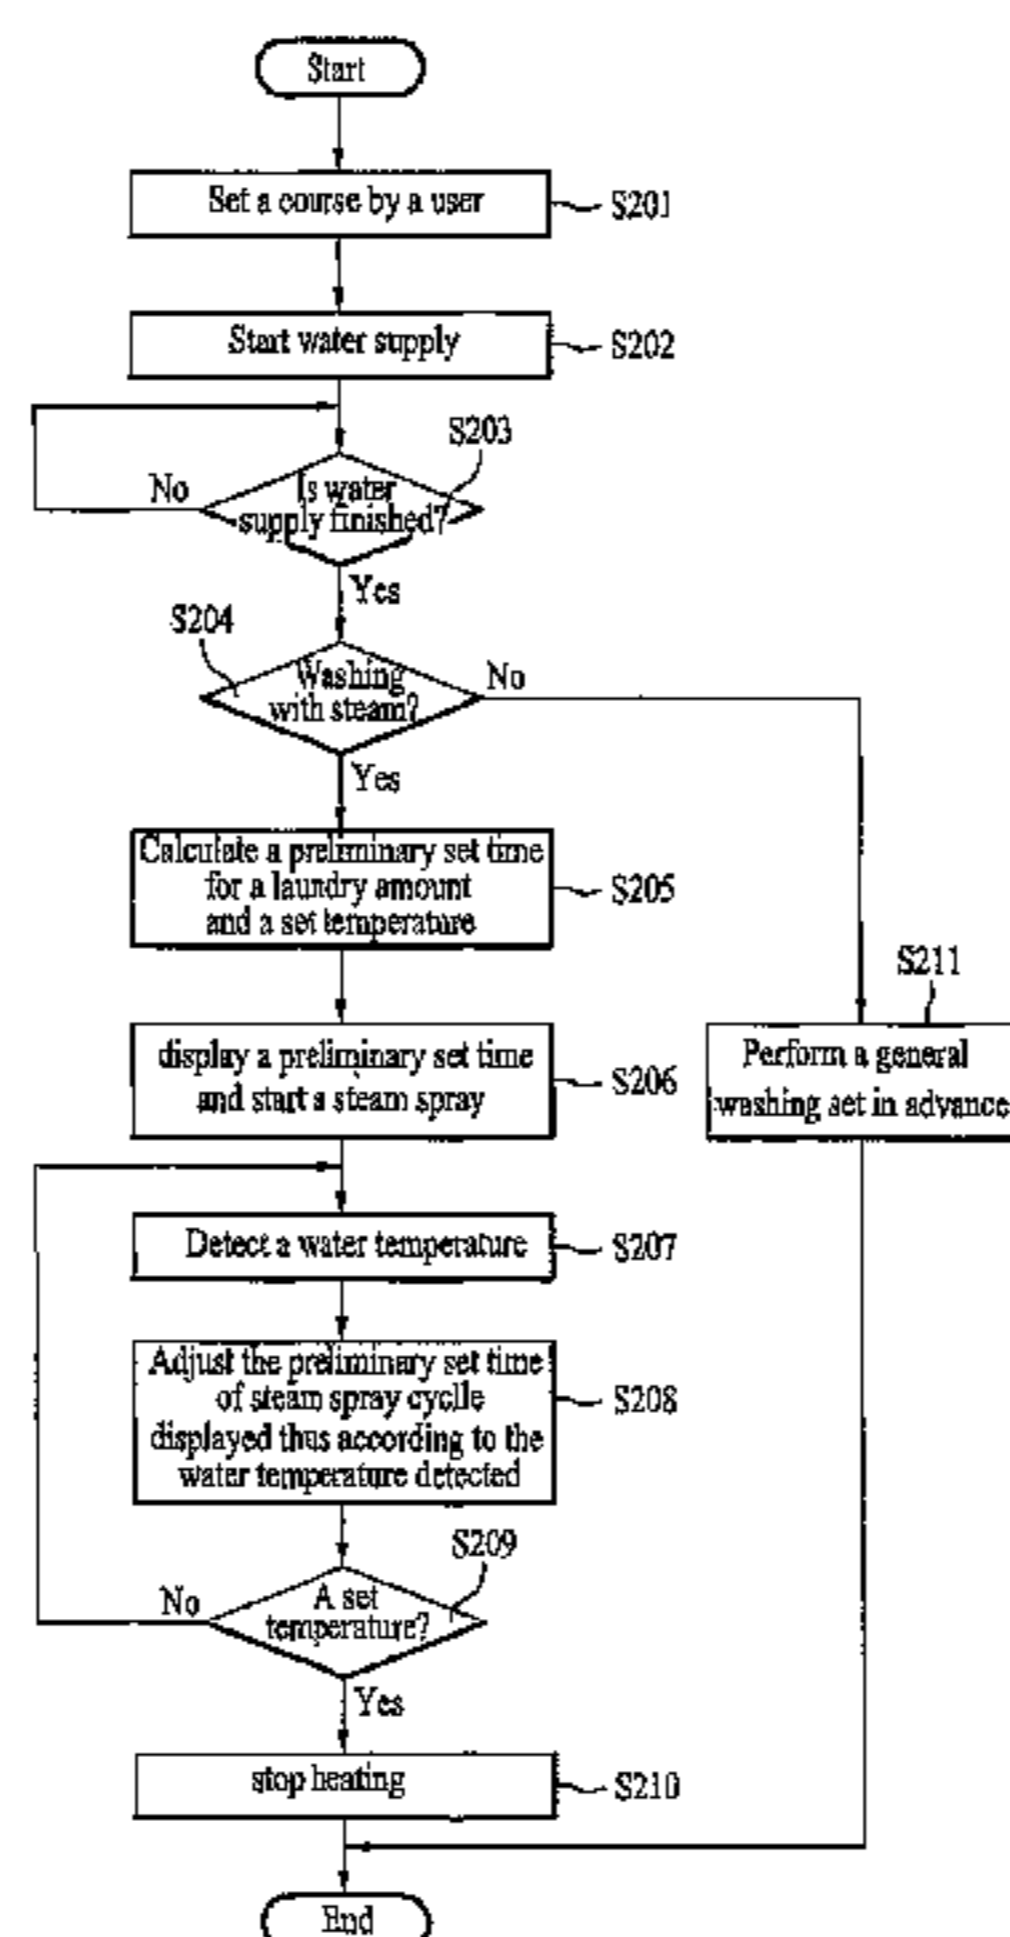 Start
Set a course by a user
S201
Start water supply
S202
S203
Is water
supply finished?
No
Yes
S204
Washing
with steam?
No
Yes
Calculate a preliminary set time
for a laundry amount
and a set temperature
S205
display a preliminary set time
and start a steam spray
S206
S211
Perform a general
washing set in advance
Detect a water temperature
S207
Adjust the preliminary set time
of steam spray cyclle
displayed thus according to the
water temperature detected
S208
S209
A set
temperature?
No
Yes
stop heating
S210
End